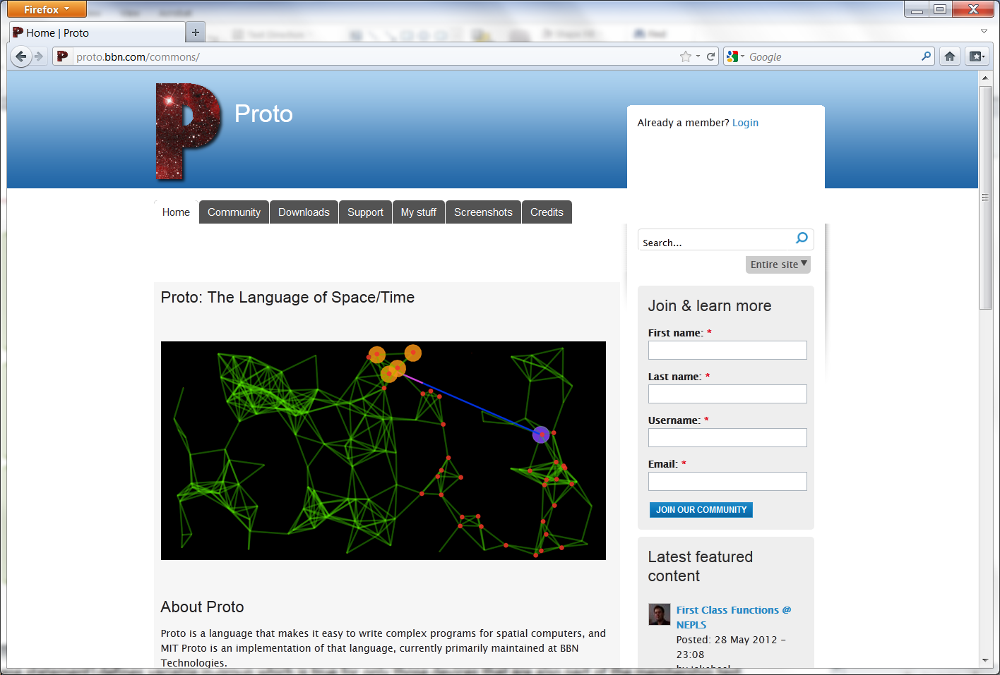 Firefox
Home | Proto
proto.bbn.com/commons/
Google
P
Proto
Already a member? Login
Home
Community
Downloads
Support
My stuff
Screenshots
Credits
Search...
Entire site
Proto: The Language of Space/Time
Join & learn more
First name: *
Last name: *
Username: *
Email: *
JOIN OUR COMMUNITY
Latest featured
content
First Class Functions @
NEPLS
Posted: 28 May 2012 -
23:08
About Proto
Proto is a language that makes it easy to write complex programs for spatial computers, and
MIT Proto is an implementation of that language, currently primarily maintained at BBN
Technologies.